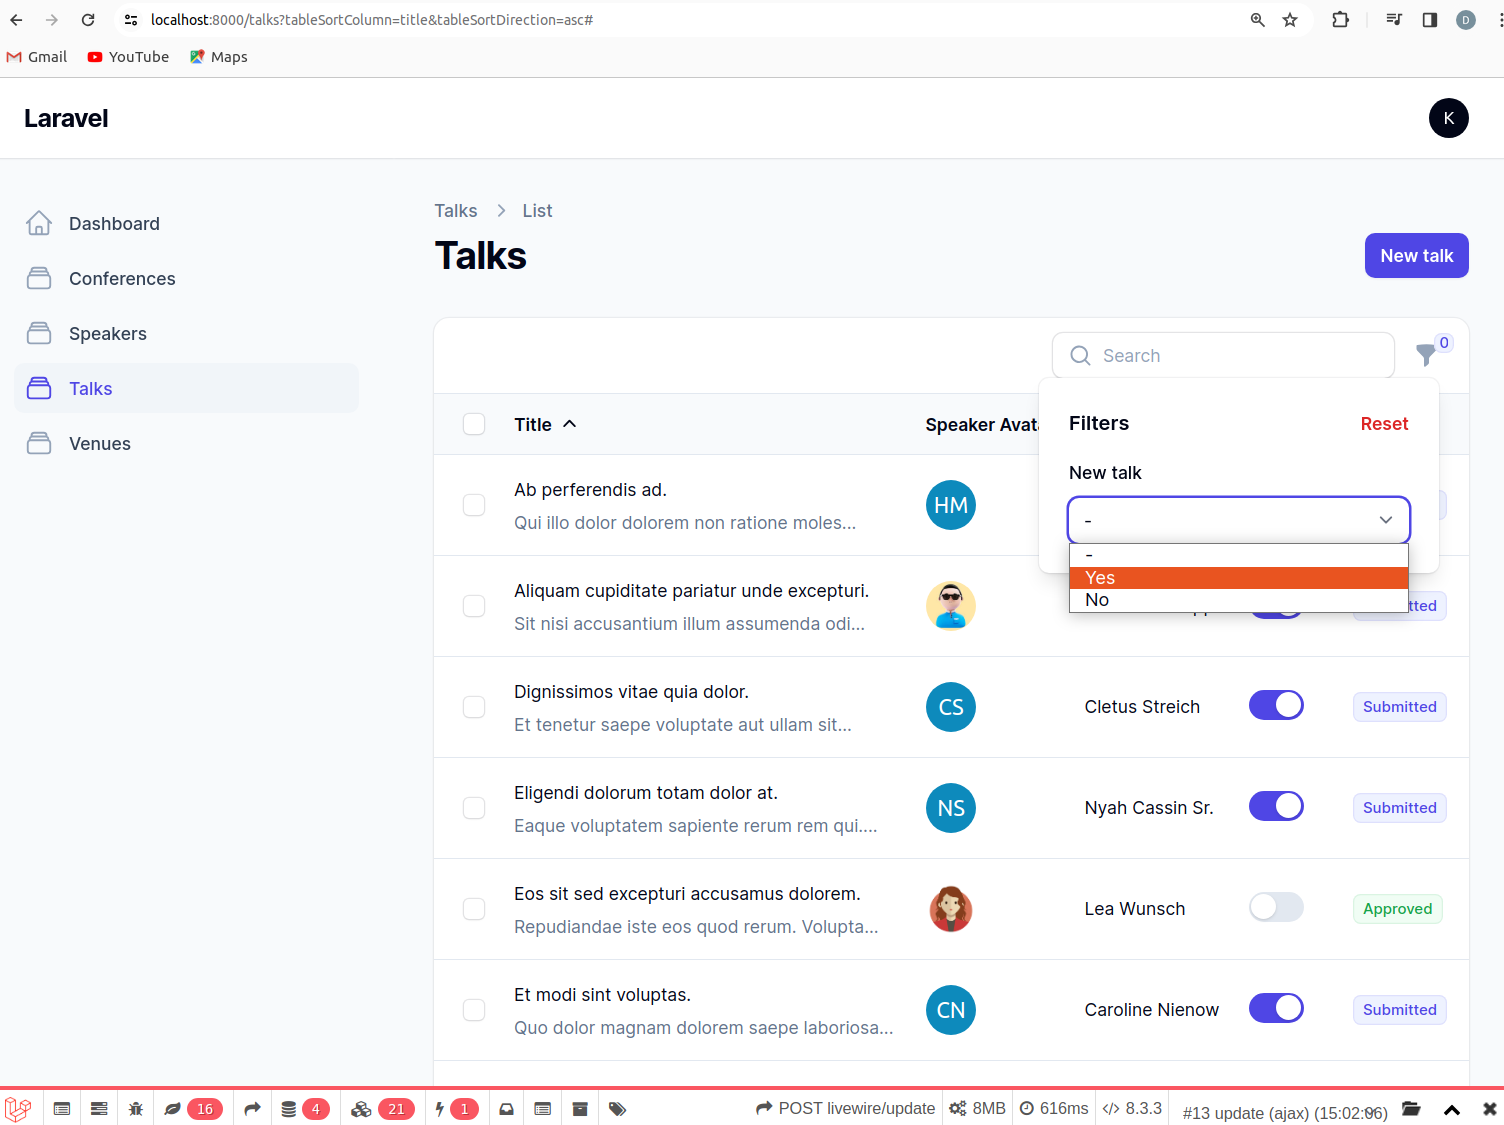 localhost:8000/talks?tableSortColumn=title&tableSortDirection=asc#
D
Gmail YouTube Maps
Laravel
K
Dashboard
Conferences
Speakers
Talks
Venues
Talks > List
Talks
New talk
Search
0
Title Speaker Avata
Filters Reset
New talk
-
-
Yes
No
Ab perferendis ad.
HM
Qui illo dolor dolorem non ratione moles...
Aliquam cupiditate pariatur unde excepturi.
Sit nisi accusantium illum assumenda odi...
tted
Dignissimos vitae quia dolor.
CS Cletus Streich Submitted
Et tenetur saepe voluptate aut ullam sit...
Eligendi dolorum totam dolor at.
NS Nyah Cassin Sr. Submitted
Eaque voluptatem sapiente rerum rem qui....
Eos sit sed excepturi accusamus dolorem.
Lea Wunsch Approved
Repudiandae iste eos quod rerum. Volupta...
Et modi sint voluptas.
CN Caroline Nienow Submitted
Quo dolor magnam dolorem saepe laboriosa...
16 4 21 1 POST livewire/update 8MB 616ms 8.3.3 #13 update (ajax) (15:02:06)